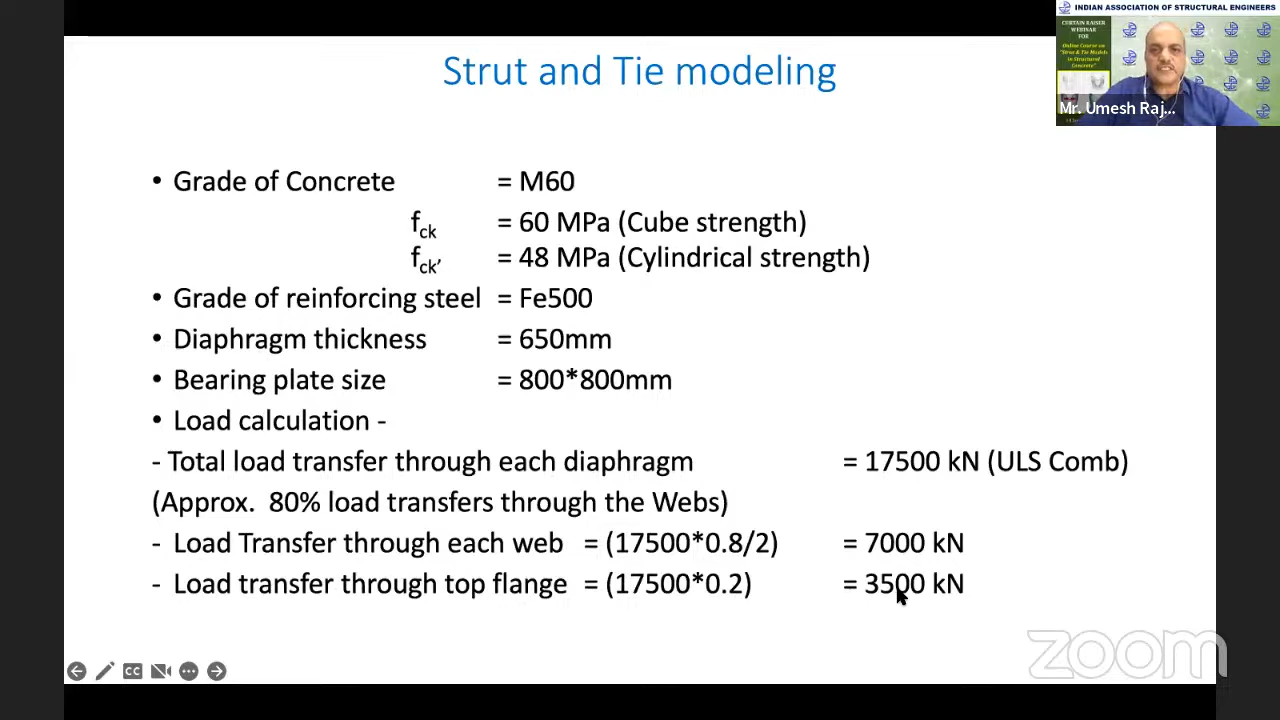 INDIAN ASSOCIATION OF STRUCTURAL ENGINEERS
CURTAIN RAISER
WEBINAR
FOR
Online Course on
"Strut & Tie Models
in Structural
Concrete"
Mr. Umesh Raj...
Strut and Tie modeling
• Grade of Concrete = M60
fck = 60 MPa (Cube strength)
fck' = 48 MPa (Cylindrical strength)
• Grade of reinforcing steel = Fe500
• Diaphragm thickness = 650mm
• Bearing plate size = 800*800mm
• Load calculation -
- Total load transfer through each diaphragm = 17500 kN (ULS Comb)
(Approx. 80% load transfers through the Webs)
- Load Transfer through each web = (17500*0.8/2) = 7000 kN
- Load transfer through top flange = (17500*0.2) = 3500 kN
CC
zoom